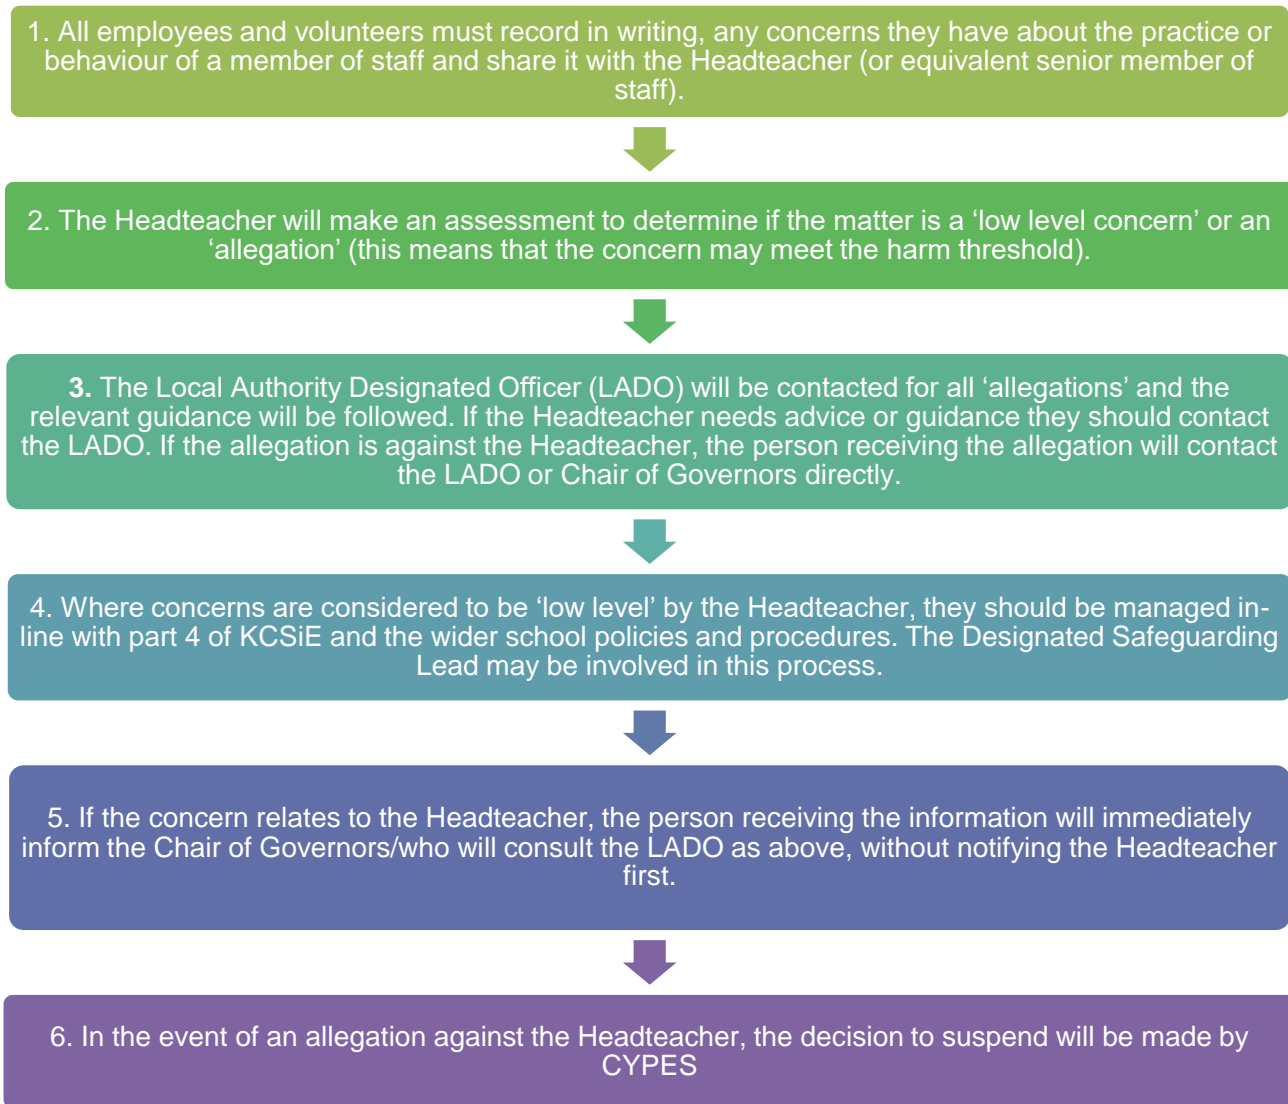 1. All employees and volunteers must record in writing, any concerns they have about the practice or
behaviour of a member of staff and share it with the Headteacher (or equivalent senior member of
staff).
2. The Headteacher will make an assessment to determine if the matter is a ‘low level concern’ or an
‘allegation’ (this means that the concern may meet the harm threshold).
3. The Local Authority Designated Officer (LADO) will be contacted for all ‘allegations’ and the
relevant guidance will be followed. If the Headteacher needs advice or guidance they should contact
the LADO. If the allegation is against the Headteacher, the person receiving the allegation will contact
the LADO or Chair of Governors directly.
4. Where concerns are considered to be ‘low level’ by the Headteacher, they should be managed in-
line with part 4 of KCSiE and the wider school policies and procedures. The Designated Safeguarding
Lead may be involved in this process.
5. If the concern relates to the Headteacher, the person receiving the information will immediately
inform the Chair of Governors/who will consult the LADO as above, without notifying the Headteacher
first.
6. In the event of an allegation against the Headteacher, the decision to suspend will be made by
CYPES